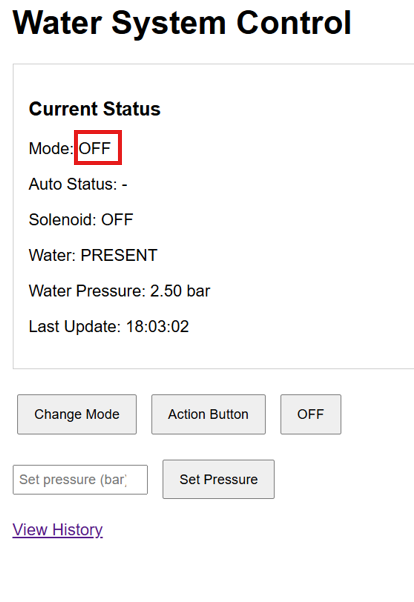 Water System Control
Current Status
Mode: OFF
Auto Status: -
Solenoid: OFF
Water: PRESENT
Water Pressure: 2.50 bar
Last Update: 18:03:02
Change Mode Action Button OFF
Set pressure (bar) Set Pressure
View History